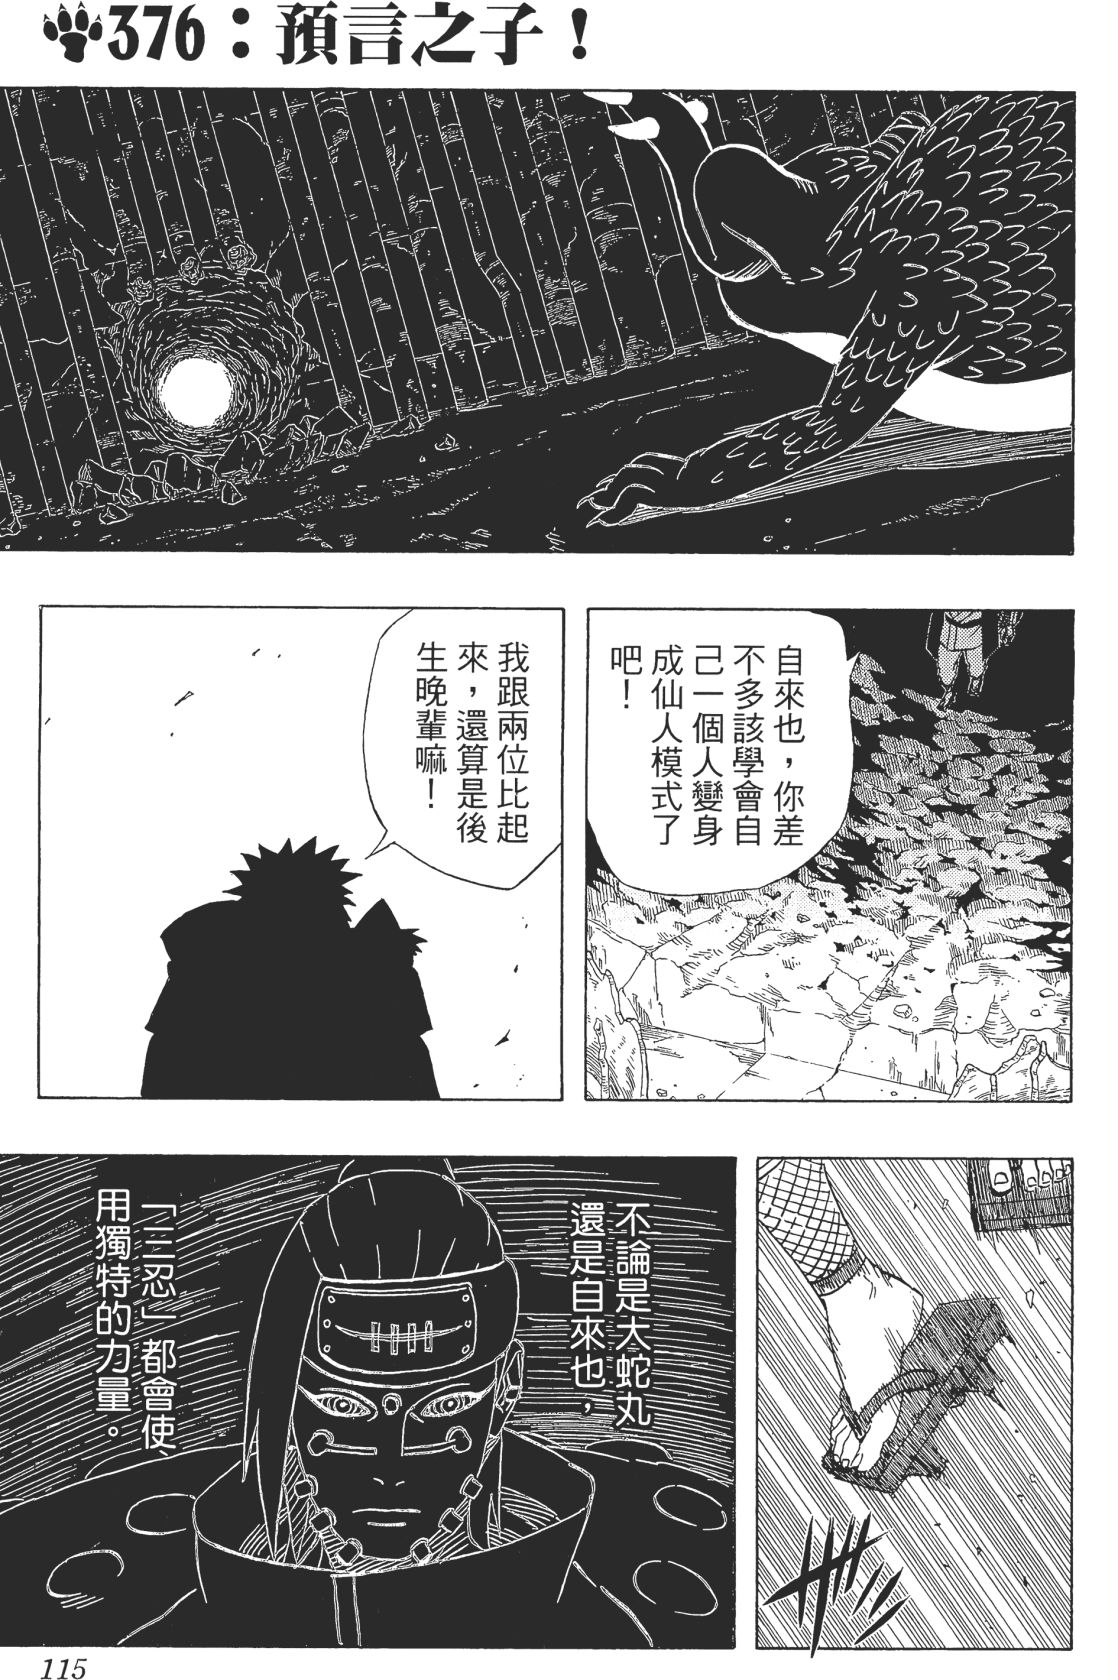 376：預言之子！
自來也，你差
不多該學會自
己一個人變身
成仙人模式了
吧！
我跟兩位比起
來，還算是後
生晚輩嘛！
不論是大蛇丸
還是自來也，
「三忍」都會使
用獨特的力量。
115